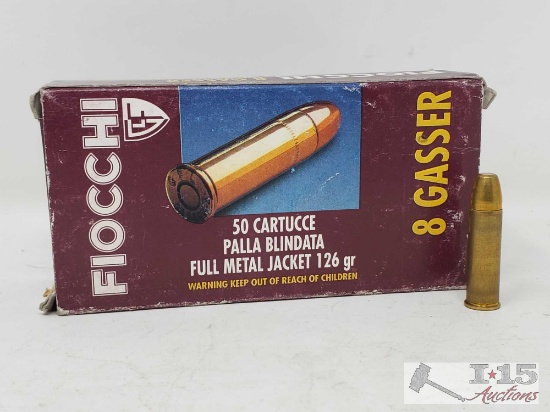 FIOCCHI
50 CARTUCCE
PALLA BLINDATA
FULL METAL JACKET 126 gr
WARNING KEEP OUT OF REACH OF CHILDREN
8 GASSER
I★15
Auctions